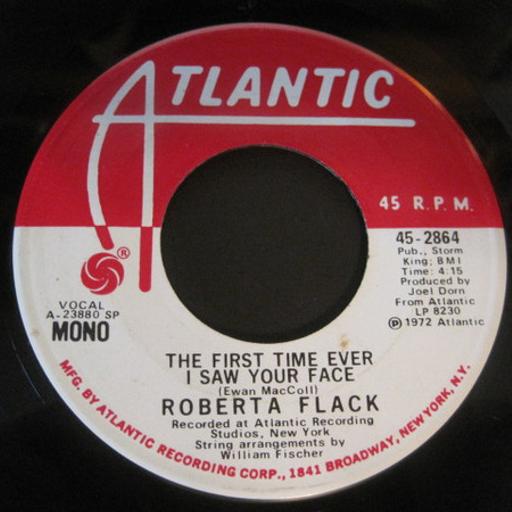 ATLANTIC
45 R.P.M.
®
45-2864
Pub., Storm
King; BMI
Time: 4:15
Produced by
Joel Dorn
From Atlantic
LP 8230
℗ 1972 Atlantic
VOCAL
A-23880 SP
MONO
THE FIRST TIME EVER
I SAW YOUR FACE
(Ewan MacColl)
ROBERTA FLACK
Recorded at Atlantic Recording
Studios, New York
String arrangements by
William Fischer
MFG. BY ATLANTIC RECORDING CORP., 1841 BROADWAY, NEW YORK, N.Y.